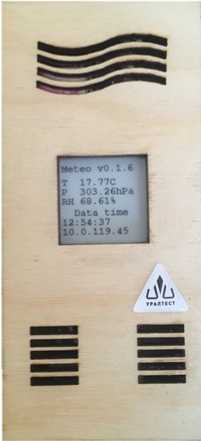 Meteo v0.1.6
T 17.77C
P 303.26hPa
RH 68.61%
Data time
12:54:37
10.0.119.45
УРАЛТЕСТ